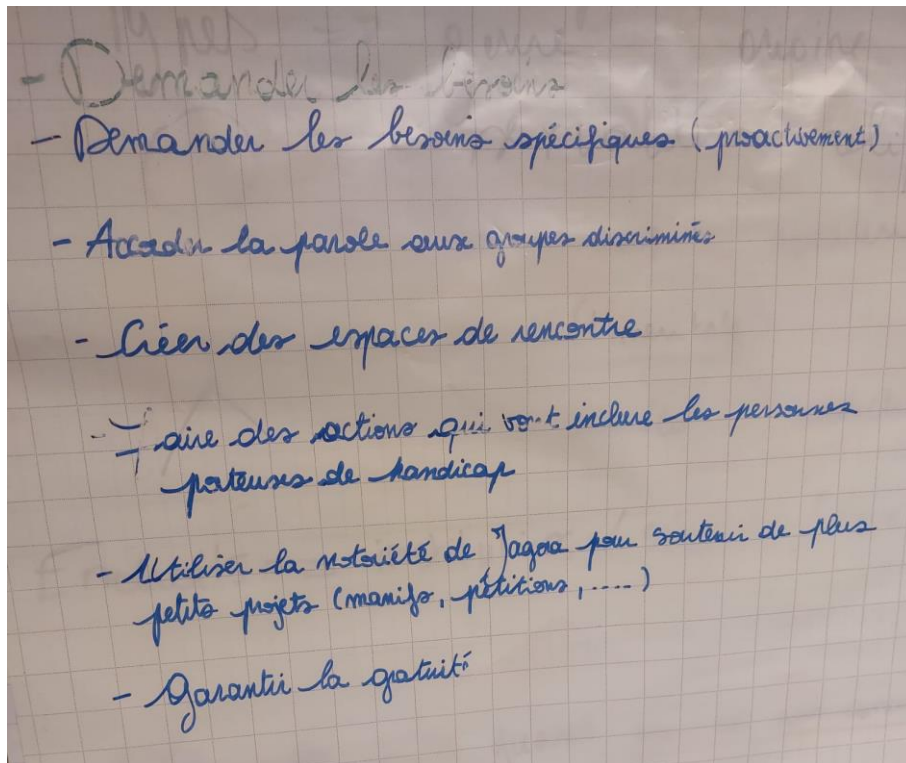 - Demander les besoins
- Demander les besoins spécifiques (proactivement)
- Accorder la parole aux groupes discriminés
- Créer des espaces de rencontre
- Faire des actions qui vont inclure les personnes
porteuses de handicap
- Utiliser la notoriété de Jagora pour soutenir de plus
petits projets (manifs, pétitions, .....)
- Garantir la gratuité